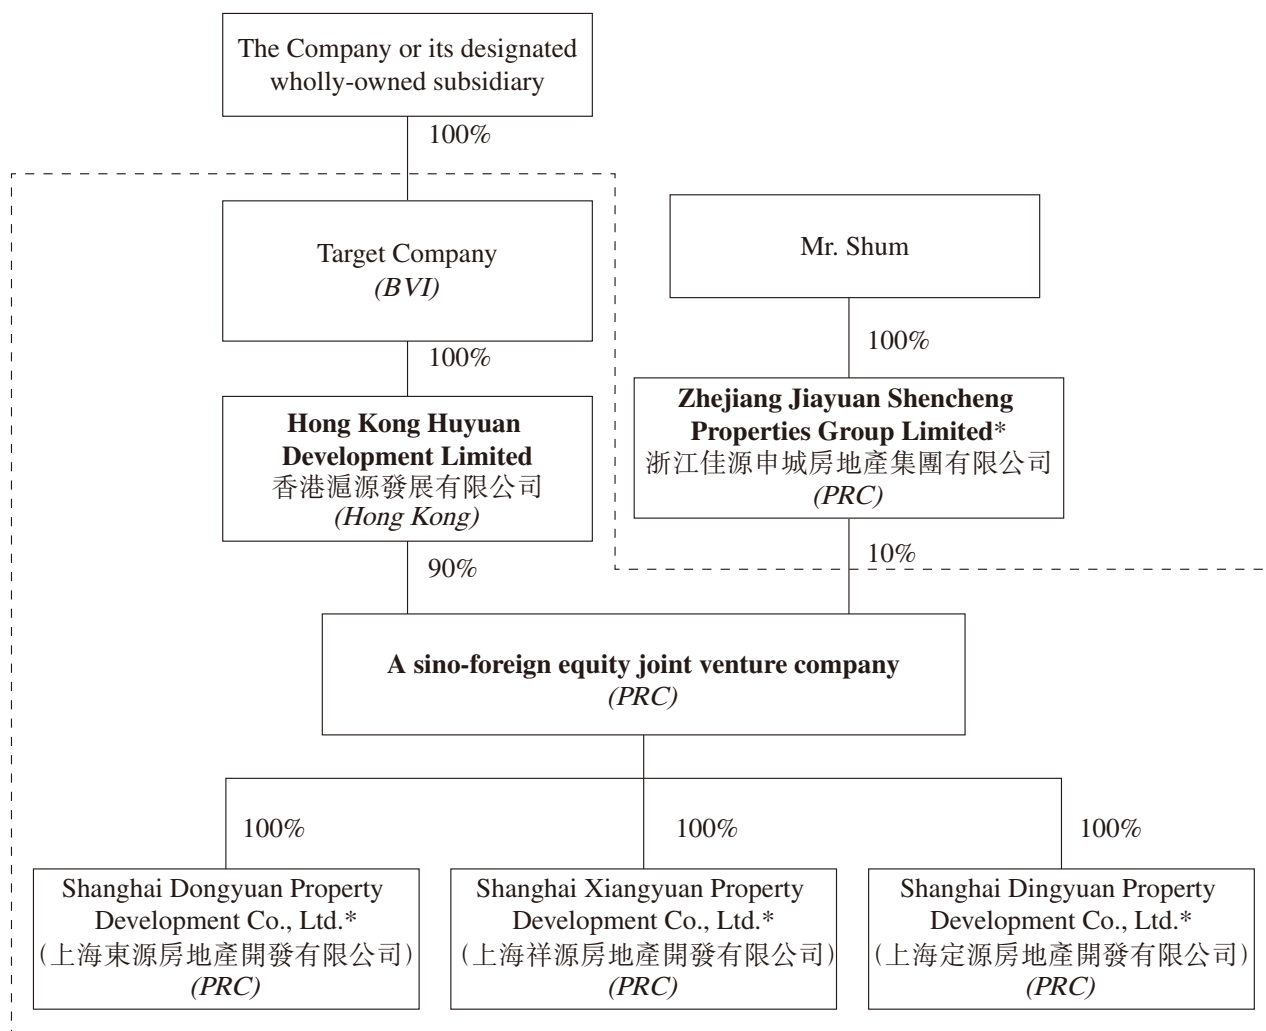 The Company or its designated
wholly-owned subsidiary
100%
Target Company
(BVI)
Mr. Shum
100%
100%
Hong Kong Huyuan
Development Limited
香港滬源發展有限公司
(Hong Kong)
Zhejiang Jiayuan Shencheng
Properties Group Limited*
浙江佳源申城房地產集團有限公司
(PRC)
90%
10%
A sino-foreign equity joint venture company
(PRC)
100%
100%
100%
Shanghai Dongyuan Property
Development Co., Ltd.*
(上海東源房地產開發有限公司)
(PRC)
Shanghai Xiangyuan Property
Development Co., Ltd.*
(上海祥源房地產開發有限公司)
(PRC)
Shanghai Dingyuan Property
Development Co., Ltd.*
(上海定源房地產開發有限公司)
(PRC)